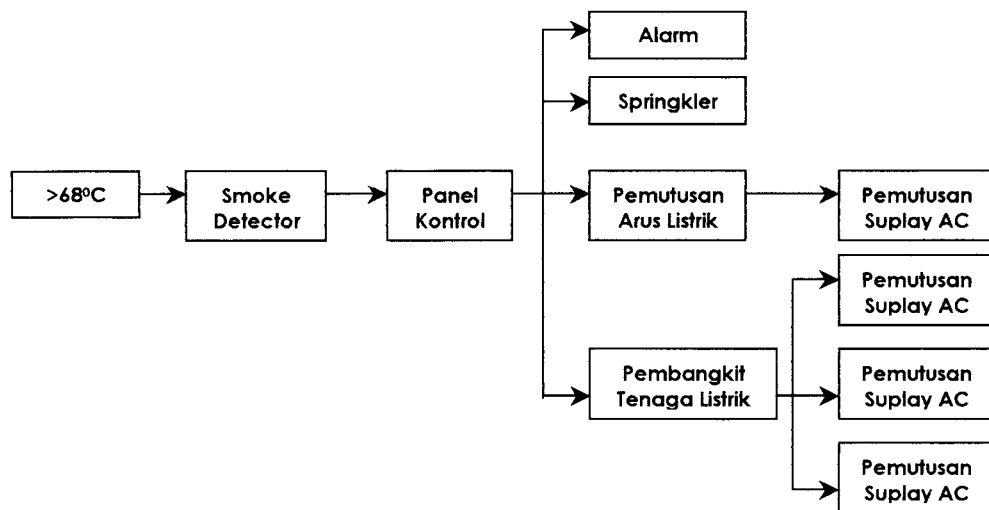 Alarm
Springkler
>68⁰C
Smoke
Detector
Panel
Kontrol
Pemutusan
Arus Listrik
Pemutusan
Suplay AC
Pemutusan
Suplay AC
Pembangkit
Tenaga Listrik
Pemutusan
Suplay AC
Pemutusan
Suplay AC